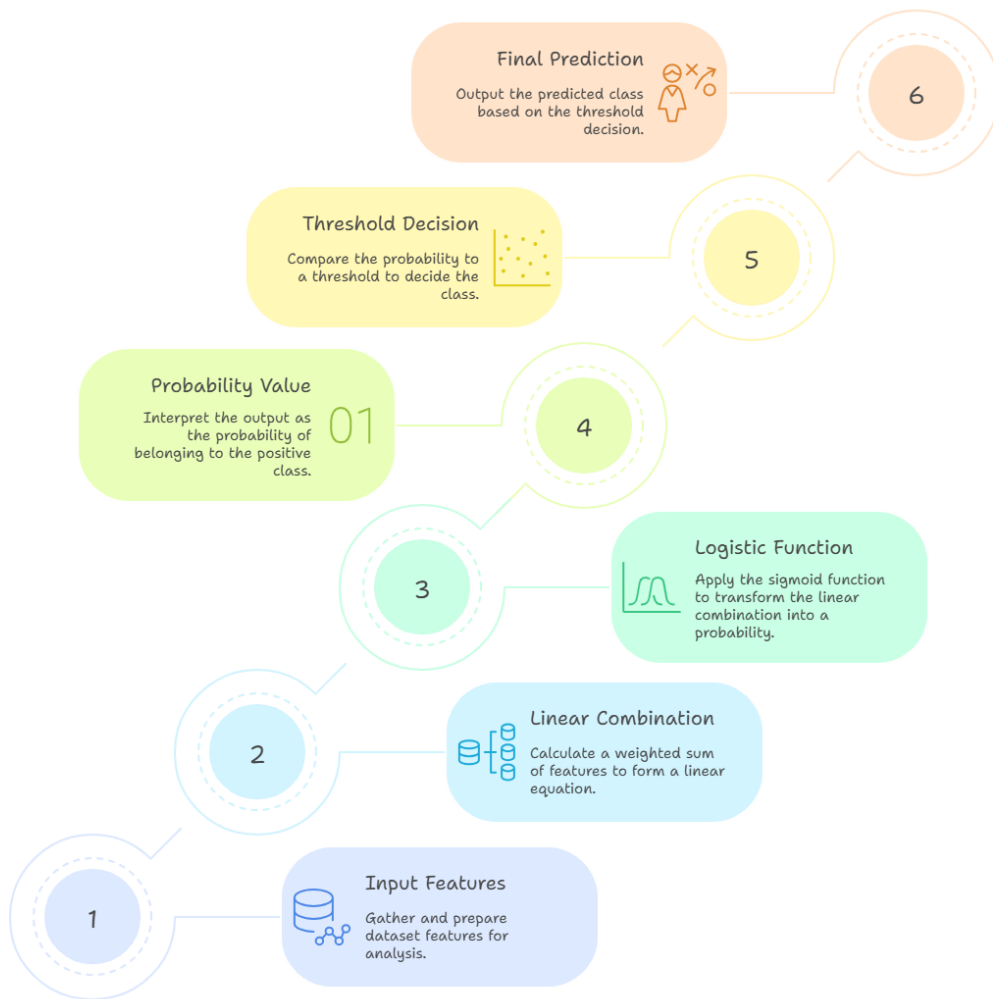 Final Prediction
Output the predicted class
based on the threshold
decision.
6
Threshold Decision
Compare the probability to
a threshold to decide the
class.
5
Probability Value
Interpret the output as
the probability of
belonging to the positive
class.
01
4
3
Logistic Function
Apply the sigmoid function
to transform the linear
combination into a
probability.
2
Linear Combination
Calculate a weighted sum
of features to form a linear
equation.
1
Input Features
Gather and prepare
dataset features for
analysis.